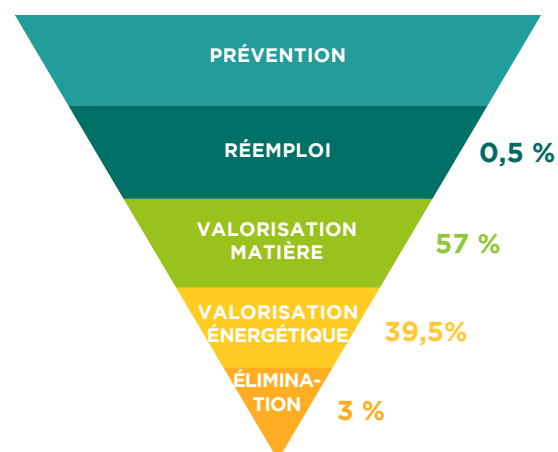 PRÉVENTION
RÉEMPLOI
0,5 %
VALORISATION
MATIÈRE
57 %
VALORISATION
ÉNERGÉTIQUE
39,5%
ÉLIMINA-
TION
3 %